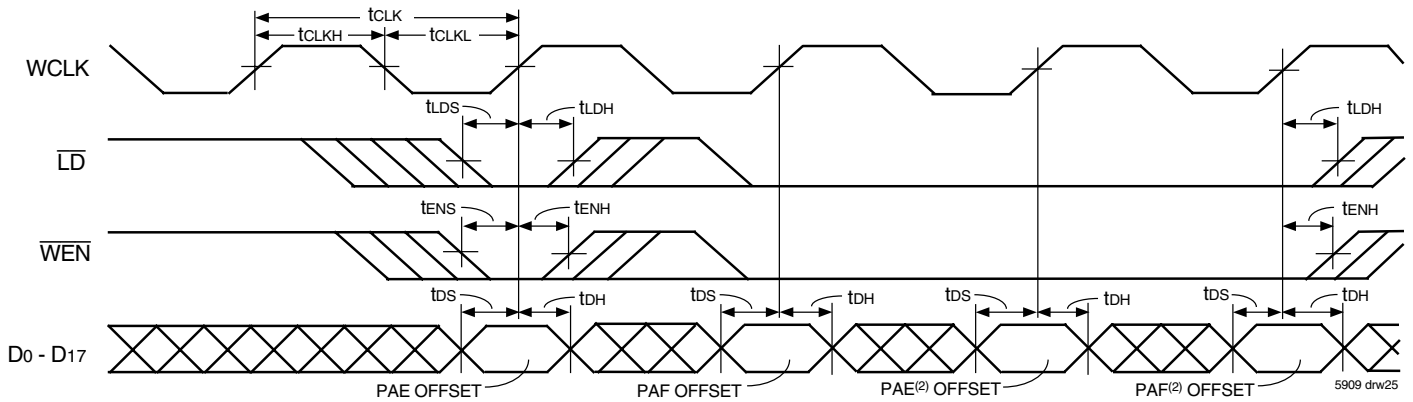 tCLK
tCLKH tCLKL
WCLK
tLDS tLDH tLDH
LD
tENS tENH tENH
WEN
tDS tDH tDS tDH tDS tDH tDS tDH
D0 - D17
PAE OFFSET PAF OFFSET PAE(2) OFFSET PAF(2) OFFSET
5909 drw25